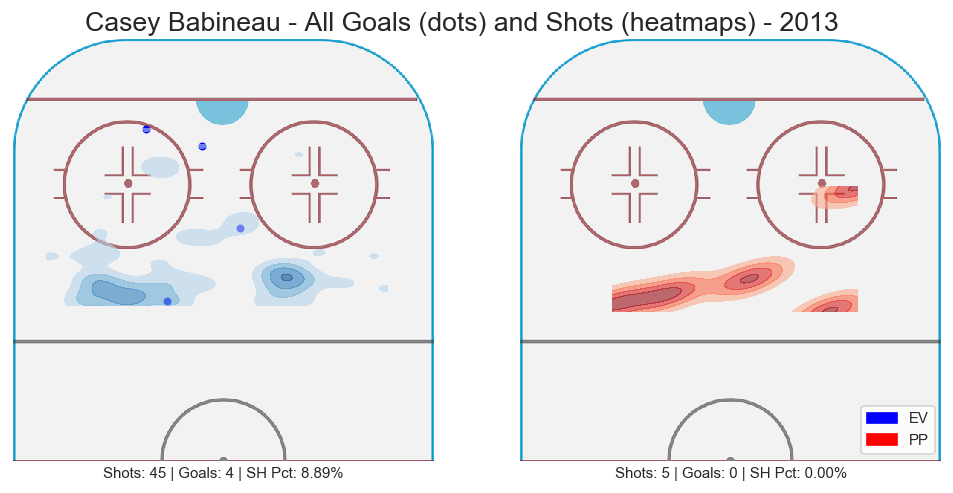 Casey Babineau - All Goals (dots) and Shots (heatmaps) - 2013
EV
PP
Shots: 45 | Goals: 4 | SH Pct: 8.89%
Shots: 5 | Goals: 0 | SH Pct: 0.00%